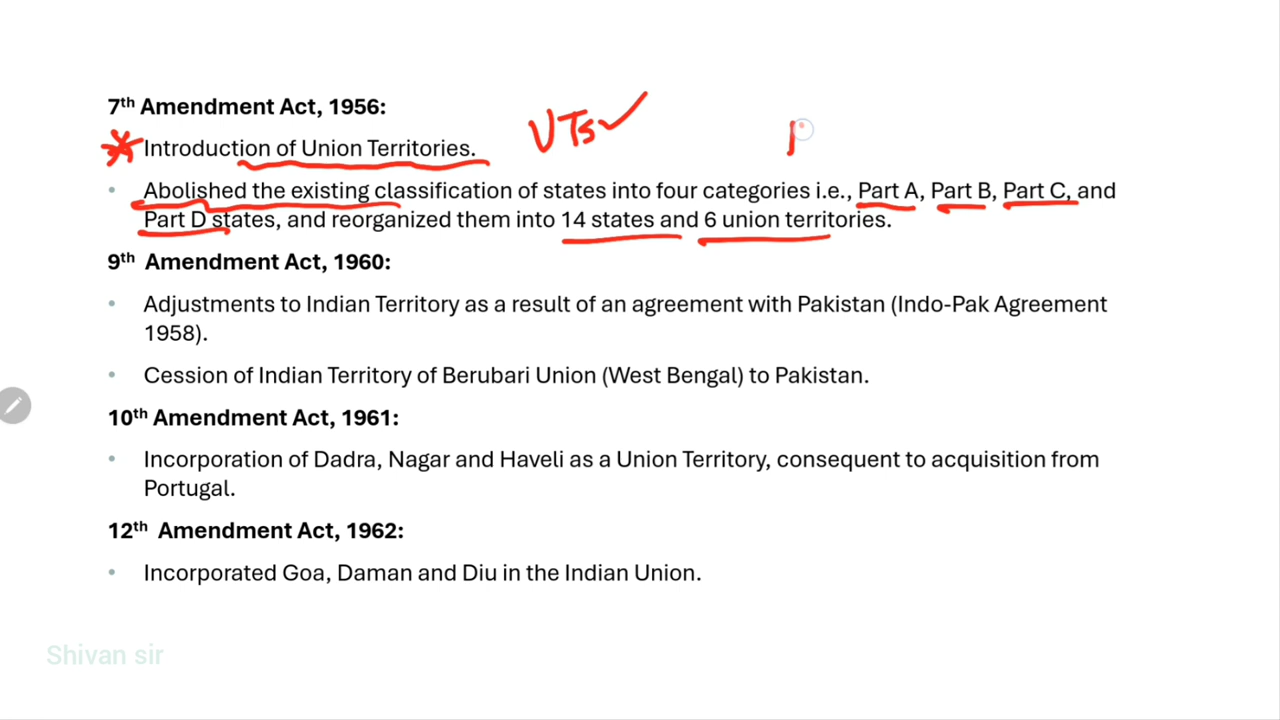 7th Amendment Act, 1956:
UTs
Introduction of Union Territories.
Abolished the existing classification of states into four categories i.e., Part A, Part B, Part C, and
Part D states, and reorganized them into 14 states and 6 union territories.
9th Amendment Act, 1960:
Adjustments to Indian Territory as a result of an agreement with Pakistan (Indo-Pak Agreement
1958).
Cession of Indian Territory of Berubari Union (West Bengal) to Pakistan.
10th Amendment Act, 1961:
Incorporation of Dadra, Nagar and Haveli as a Union Territory, consequent to acquisition from
Portugal.
12th Amendment Act, 1962:
Incorporated Goa, Daman and Diu in the Indian Union.
Shivan sir